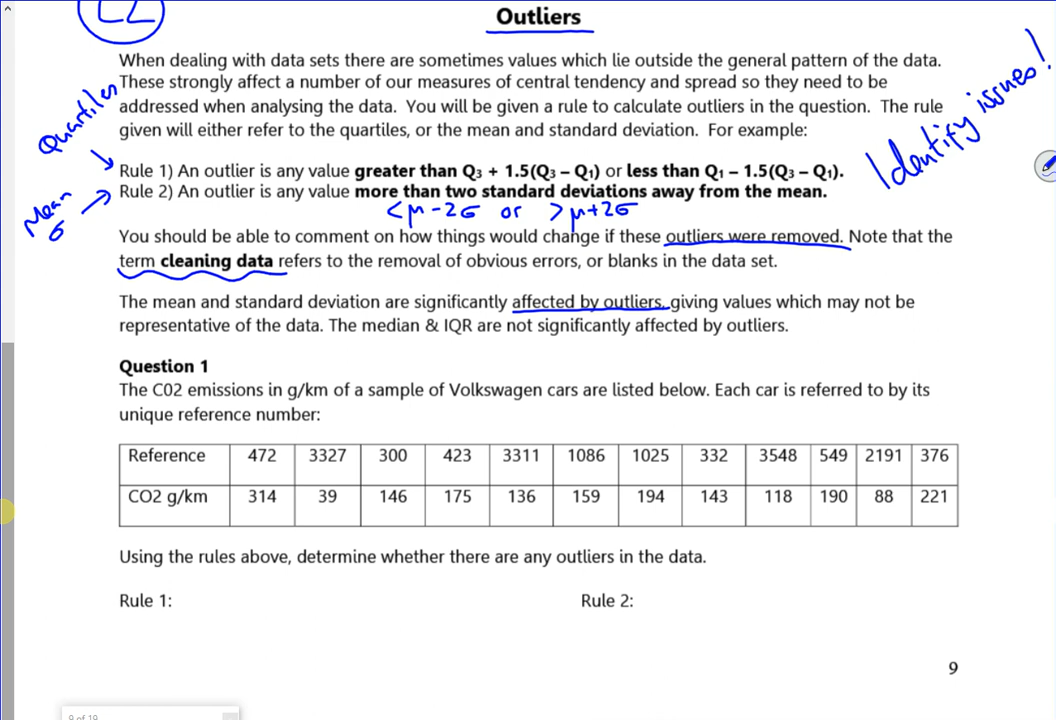 L2
Outliers
When dealing with data sets there are sometimes values which lie outside the general pattern of the data.
These strongly affect a number of our measures of central tendency and spread so they need to be
addressed when analysing the data. You will be given a rule to calculate outliers in the question. The rule
given will either refer to the quartiles, or the mean and standard deviation. For example:
Quartiles
Identify issues!
Rule 1) An outlier is any value greater than Q₃ + 1.5(Q₃ – Q₁) or less than Q₁ – 1.5(Q₃ – Q₁).
Mean
σ
Rule 2) An outlier is any value more than two standard deviations away from the mean.
< μ - 2σ or > μ + 2σ
You should be able to comment on how things would change if these outliers were removed. Note that the
term cleaning data refers to the removal of obvious errors, or blanks in the data set.
The mean and standard deviation are significantly affected by outliers, giving values which may not be
representative of the data. The median & IQR are not significantly affected by outliers.
Question 1
The C02 emissions in g/km of a sample of Volkswagen cars are listed below. Each car is referred to by its
unique reference number:
Reference 472 3327 300 423 3311 1086 1025 332 3548 549 2191 376
CO2 g/km 314 39 146 175 136 159 194 143 118 190 88 221
Using the rules above, determine whether there are any outliers in the data.
Rule 1: Rule 2:
9
9 of 19